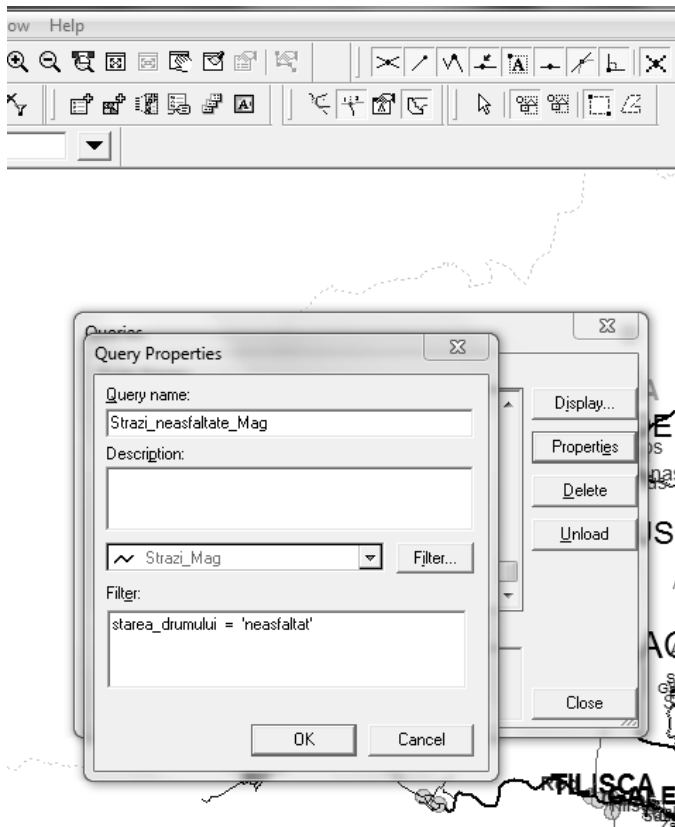 ow Help
A
A
Queries
Query Properties
Query name:
Strazi_neasfaltate_Mag
Description:
Strazi_Mag
Filter...
Filter:
starea_drumului = 'neasfaltat'
OK
Cancel
Display...
Properties
Delete
Unload
Close
TILISCA